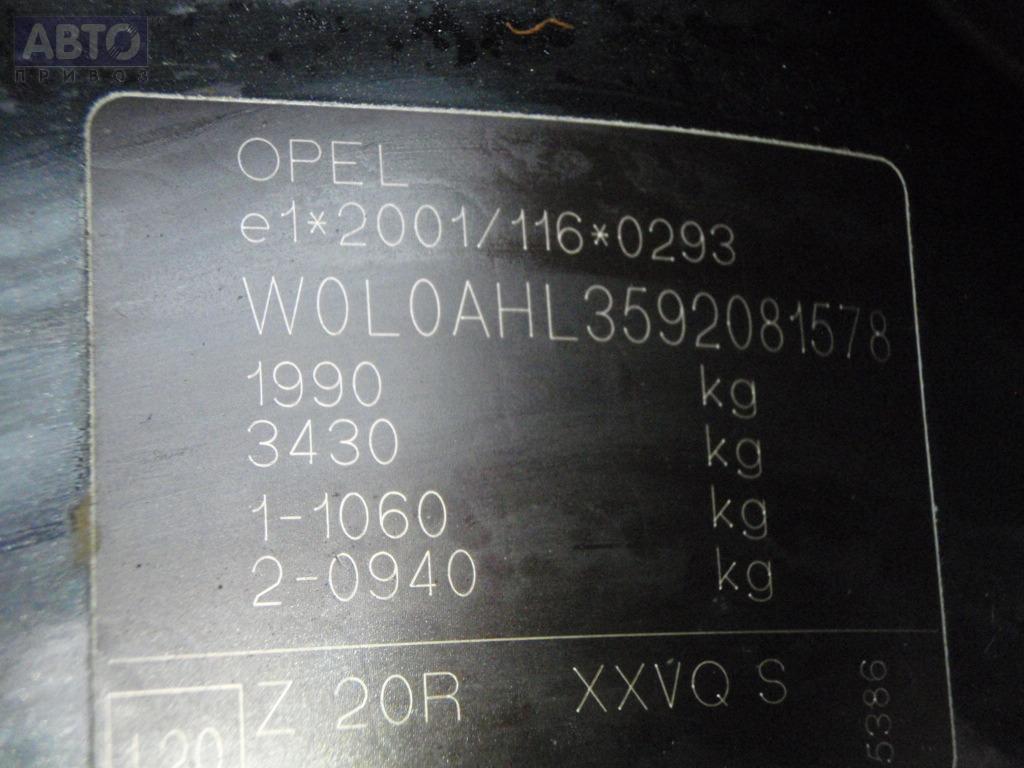 АВТО
ПРИВОЗ
OPEL
e1*2001/116*0293
W0L0AHL3592081578
1990 kg
3430 kg
1-1060 kg
2-0940 kg
Z 20R XXVQ S
120
5386